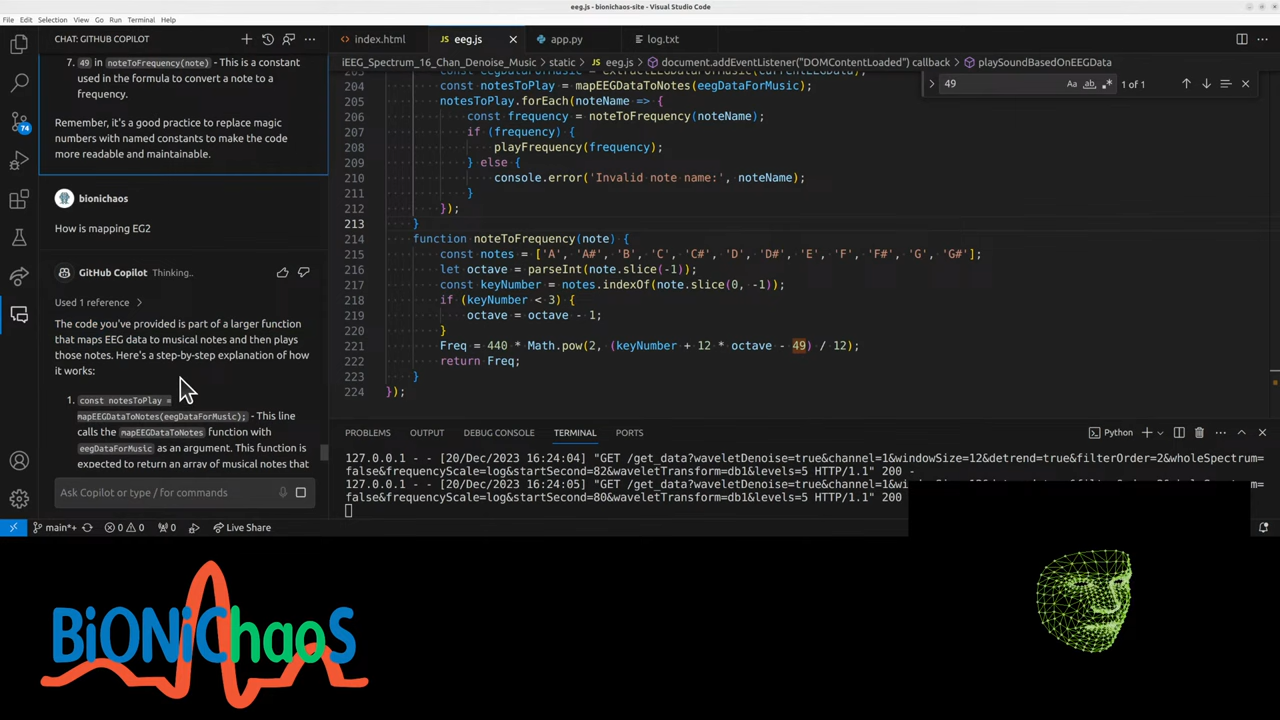 eeg.js - bionichaos-site - Visual Studio Code
File Edit Selection View Go Run Terminal Help
CHAT: GITHUB COPILOT
7. 49 in noteToFrequency(note) - This is a constant
used in the formula to convert a note to a
frequency.
Remember, it's a good practice to replace magic
numbers with named constants to make the code
more readable and maintainable.
bionichaos
How is mapping EG2
GitHub Copilot Thinking..
Used 1 reference
The code you've provided is part of a larger function
that maps EEG data to musical notes and then plays
those notes. Here's a step-by-step explanation of how
it works:
1. const notesToPlay =
mapEEGDataToNotes(eegDataForMusic); - This line
calls the mapEEGDataToNotes function with
eegDataForMusic as an argument. This function is
expected to return an array of musical notes that
Ask Copilot or type / for commands
74
index.html
JS eeg.js
app.py
log.txt
iEEG_Spectrum_16_Chan_Denoise_Music > static > JS eeg.js > document.addEventListener("DOMContentLoaded") callback > playSoundBasedOnEEGData
49 Aa ab 1 of 1
204 const notesToPlay = mapEEGDataToNotes(eegDataForMusic);
205 notesToPlay.forEach(noteName => {
206 const frequency = noteToFrequency(noteName);
207 if (frequency) {
208 playFrequency(frequency);
209 } else {
210 console.error('Invalid note name:', noteName);
211 }
212 });
213 }
214 function noteToFrequency(note) {
215 const notes = ['A', 'A#', 'B', 'C', 'C#', 'D', 'D#', 'E', 'F', 'F#', 'G', 'G#'];
216 let octave = parseInt(note.slice(-1));
217 const keyNumber = notes.indexOf(note.slice(0, -1));
218 if (keyNumber < 3) {
219 octave = octave - 1;
220 }
221 Freq = 440 * Math.pow(2, (keyNumber + 12 * octave - 49) / 12);
222 return Freq;
223 }
224 });
PROBLEMS OUTPUT DEBUG CONSOLE TERMINAL PORTS
Python
127.0.0.1 - - [20/Dec/2023 16:24:04] "GET /get_data?waveletDenoise=true&channel=1&windowSize=12&detrend=true&filterOrder=2&wholeSpectrum=
false&frequencyScale=log&startSecond=82&waveletTransform=db1&levels=5 HTTP/1.1" 200 -
127.0.0.1 - - [20/Dec/2023 16:24:05] "GET /get_data?waveletDenoise=true&channel=1
false&frequencyScale=log&startSecond=80&waveletTransform=db1&levels=5 HTTP/1.1" 200
main*+ 0 0 0 Live Share
BiONiChaoS